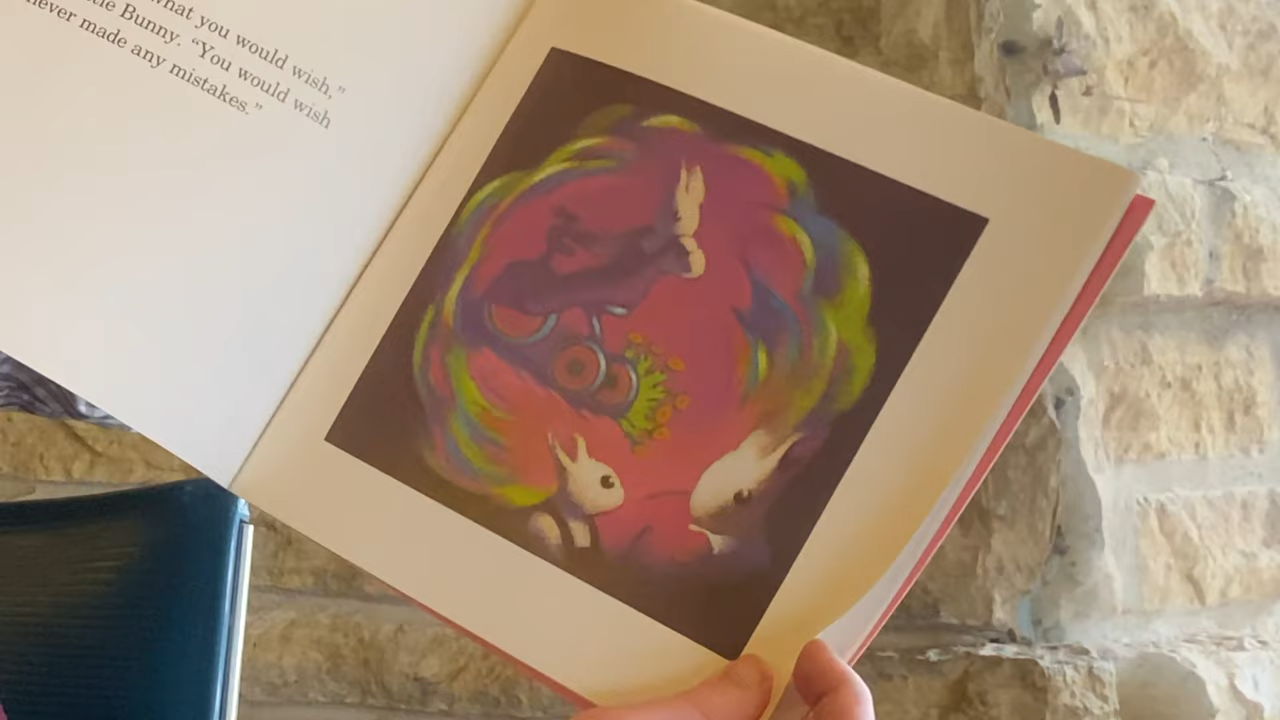 what you would wish,"
Bunny. "You would wish
never made any mistakes."